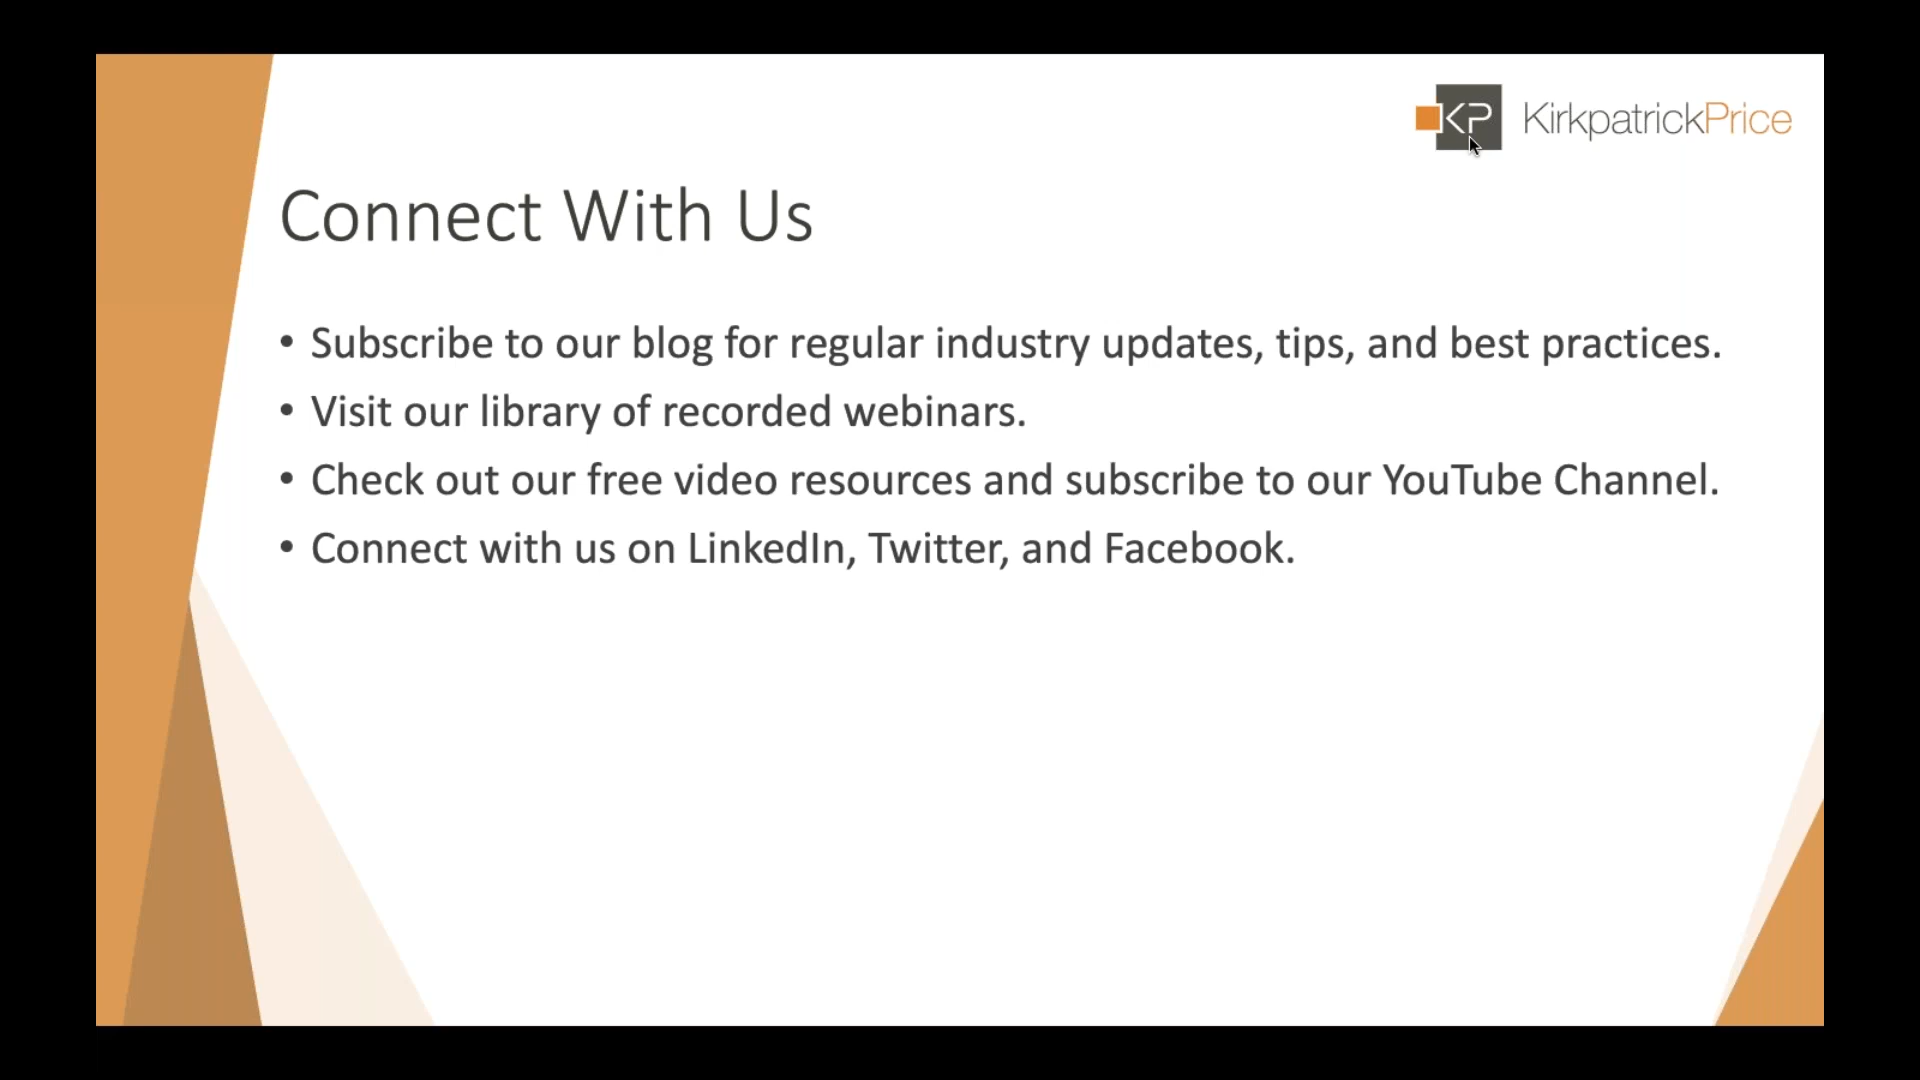 KP KirkpatrickPrice
Connect With Us
• Subscribe to our blog for regular industry updates, tips, and best practices.
• Visit our library of recorded webinars.
• Check out our free video resources and subscribe to our YouTube Channel.
• Connect with us on LinkedIn, Twitter, and Facebook.